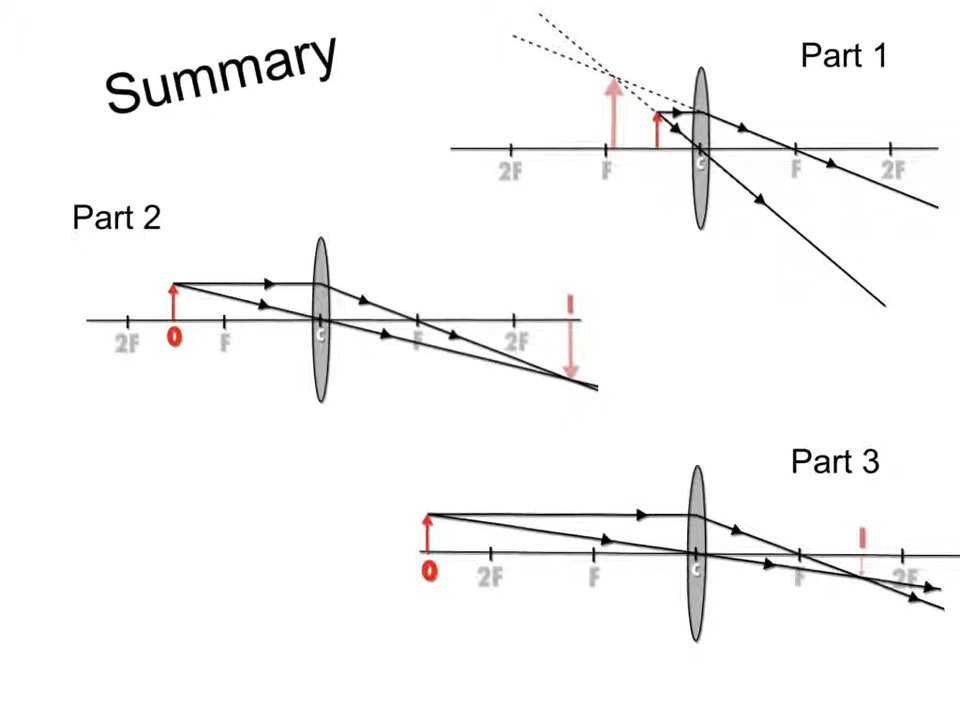 Summary
Part 1
2F F C F 2F
Part 2
I
2F O F C F 2F
Part 3
I
O 2F F C F 2F